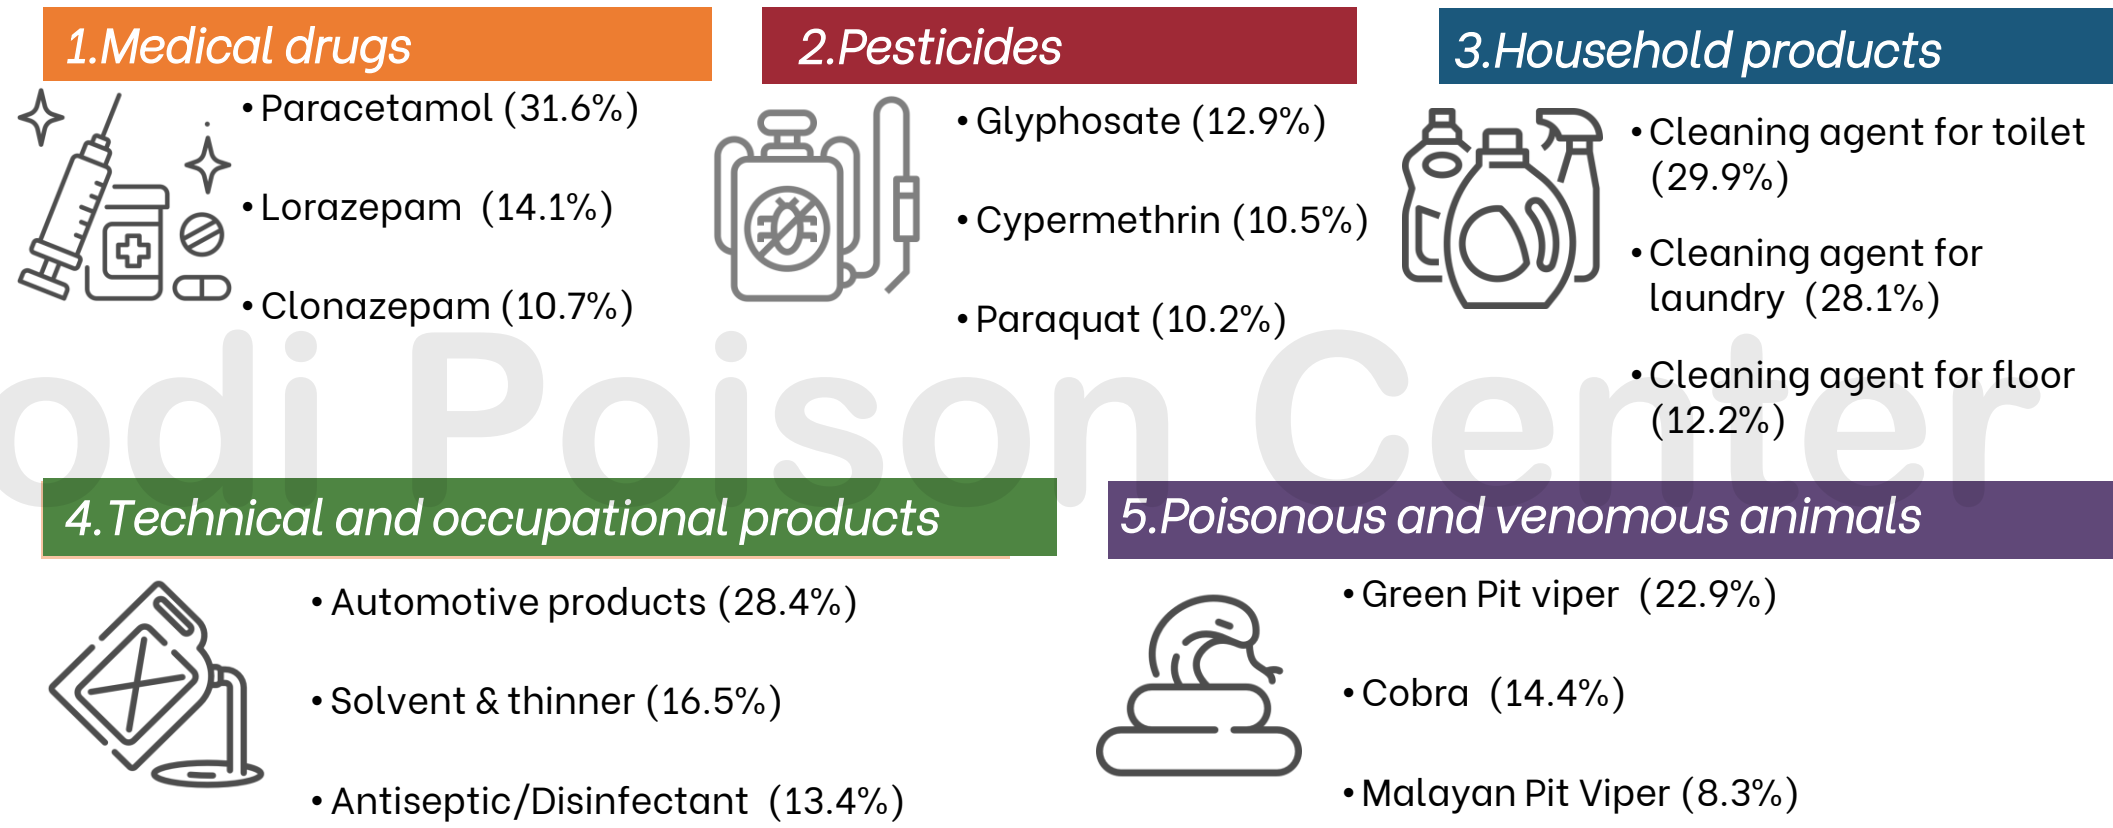 1.Medical drugs
• Paracetamol (31.6%)
• Lorazepam (14.1%)
• Clonazepam (10.7%)
2.Pesticides
• Glyphosate (12.9%)
• Cypermethrin (10.5%)
• Paraquat (10.2%)
3.Household products
• Cleaning agent for toilet
(29.9%)
• Cleaning agent for
laundry (28.1%)
• Cleaning agent for floor
(12.2%)
odi Poison Center
4.Technical and occupational products
• Automotive products (28.4%)
• Solvent & thinner (16.5%)
• Antiseptic/Disinfectant (13.4%)
5.Poisonous and venomous animals
• Green Pit viper (22.9%)
• Cobra (14.4%)
• Malayan Pit Viper (8.3%)